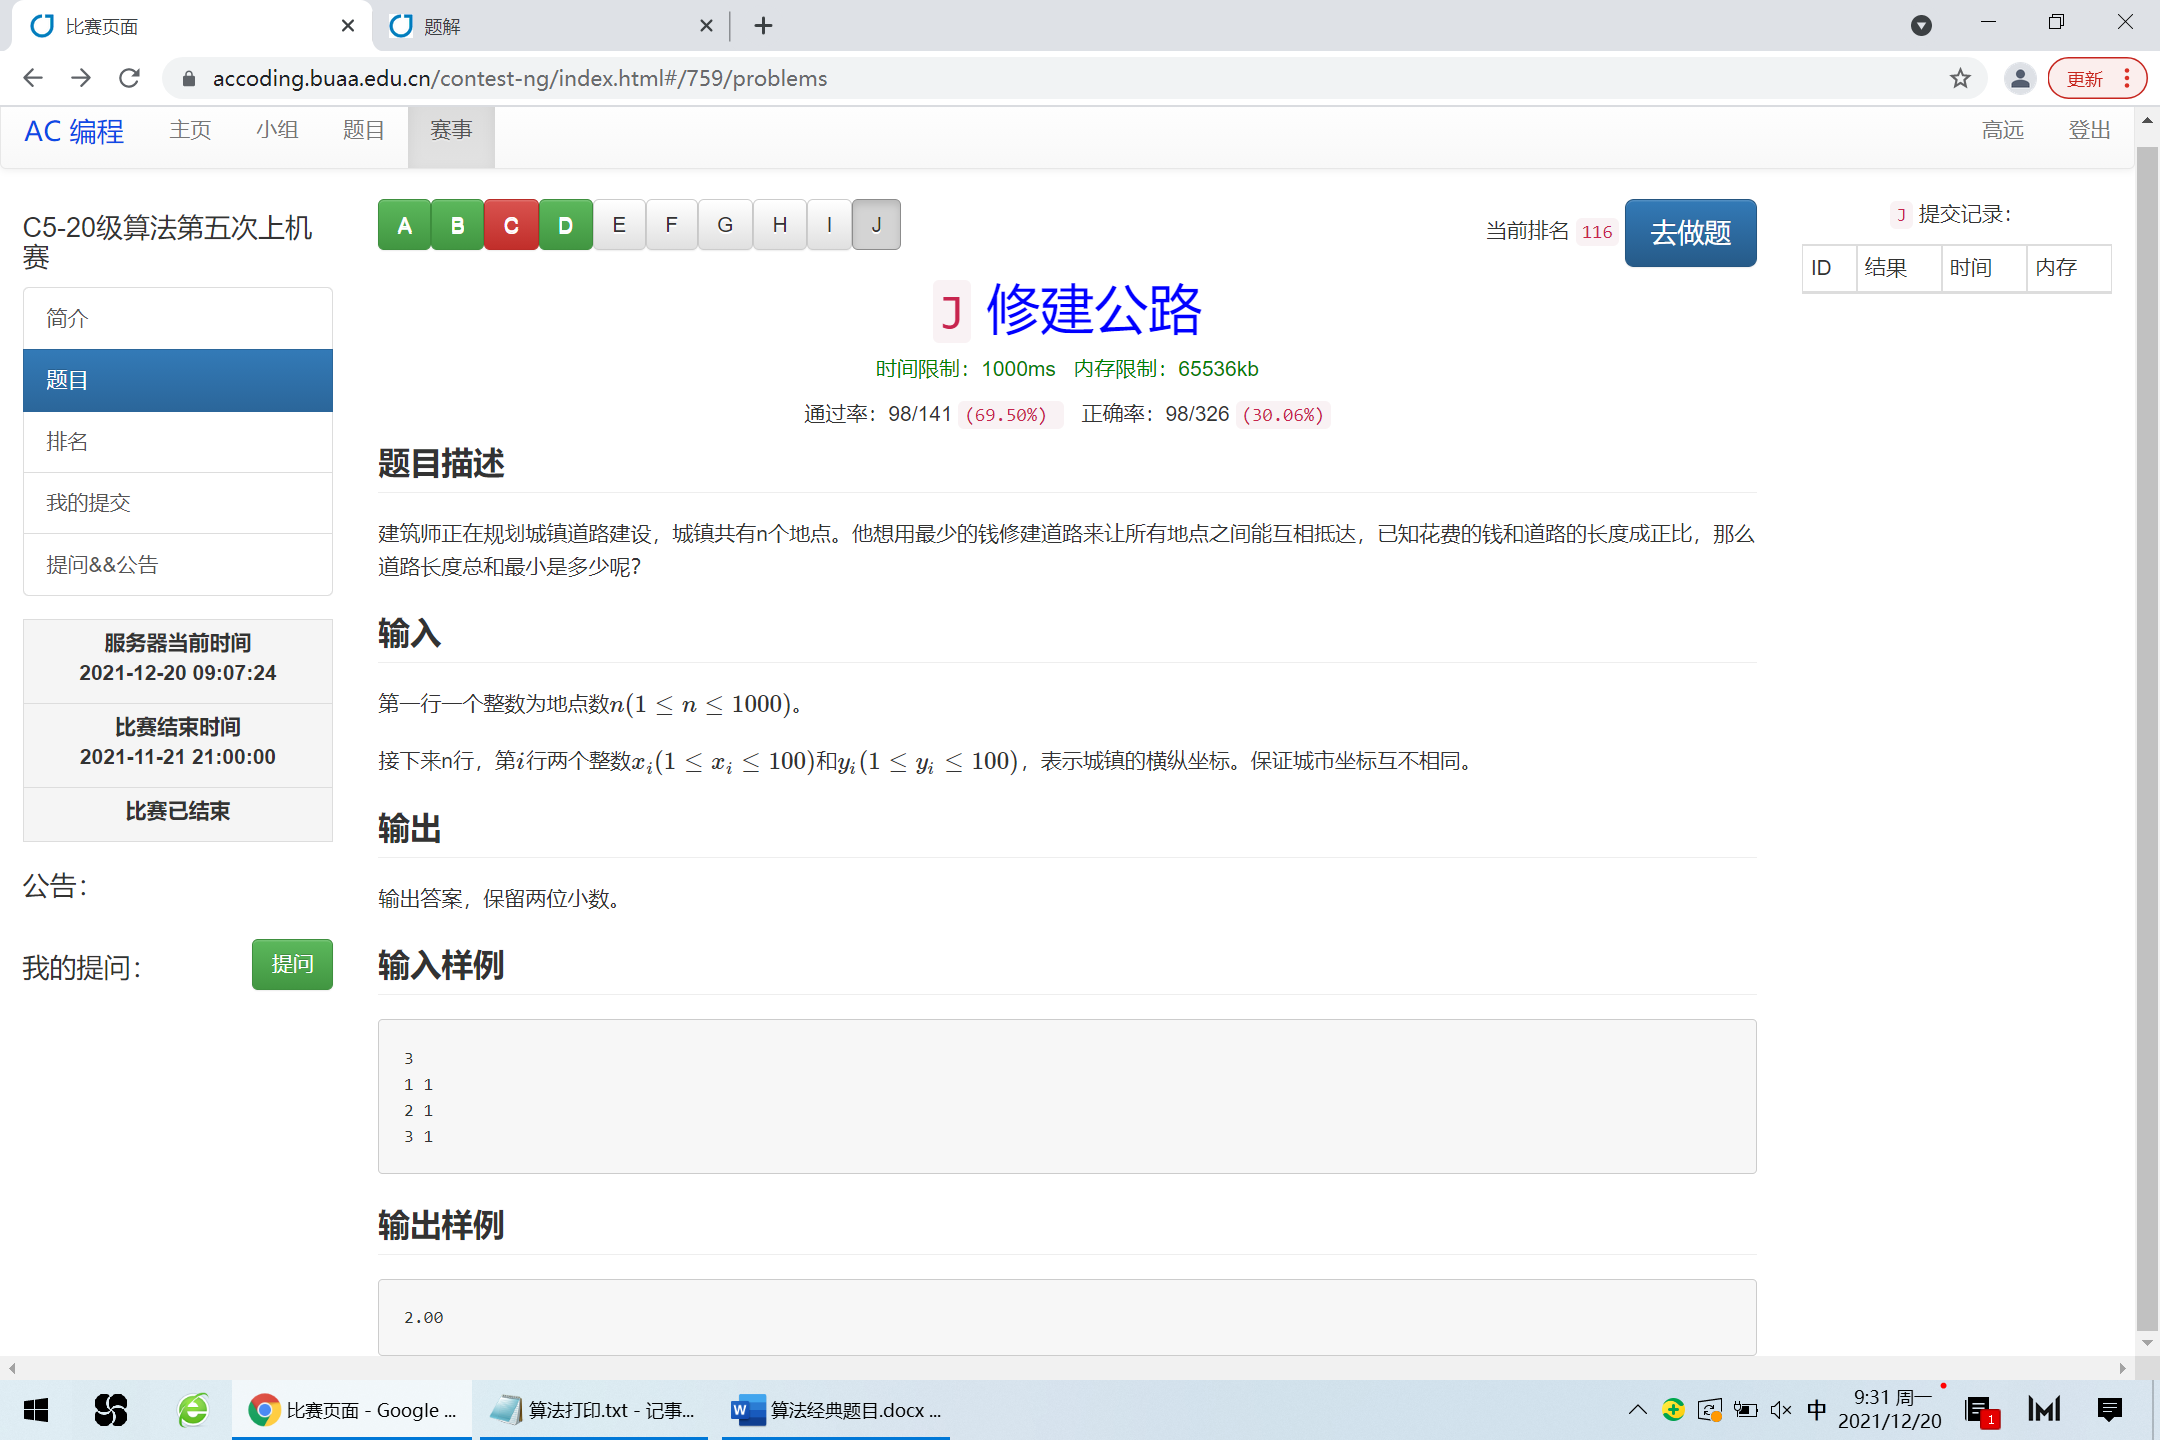 比赛页面
题解
accoding.buaa.edu.cn/contest-ng/index.html#/759/problems
更新
AC 编程 主页 小组 题目 赛事 高远 登出
C5-20级算法第五次上机
赛
简介
题目
排名
我的提交
提问&&公告
服务器当前时间
2021-12-20 09:07:24
比赛结束时间
2021-11-21 21:00:00
比赛已结束
公告：
我的提问： 提问
A B C D E F G H I J
当前排名 116 去做题
J 修建公路
时间限制：1000ms 内存限制：65536kb
通过率：98/141 (69.50%) 正确率：98/326 (30.06%)
题目描述
建筑师正在规划城镇道路建设，城镇共有n个地点。他想用最少的钱修建道路来让所有地点之间能互相抵达，已知花费的钱和道路的长度成正比，那么
道路长度总和最小是多少呢？
输入
第一行一个整数为地点数n(1 ≤ n ≤ 1000)。
接下来n行，第i行两个整数xᵢ(1 ≤ xᵢ ≤ 100)和yᵢ(1 ≤ yᵢ ≤ 100)，表示城镇的横纵坐标。保证城市坐标互不相同。
输出
输出答案，保留两位小数。
输入样例
3
1 1
2 1
3 1
输出样例
2.00
J 提交记录：
ID 结果 时间 内存
比赛页面 - Google ...
算法打印.txt - 记事...
算法经典题目.docx ...
中
9:31 周一
2021/12/20
1